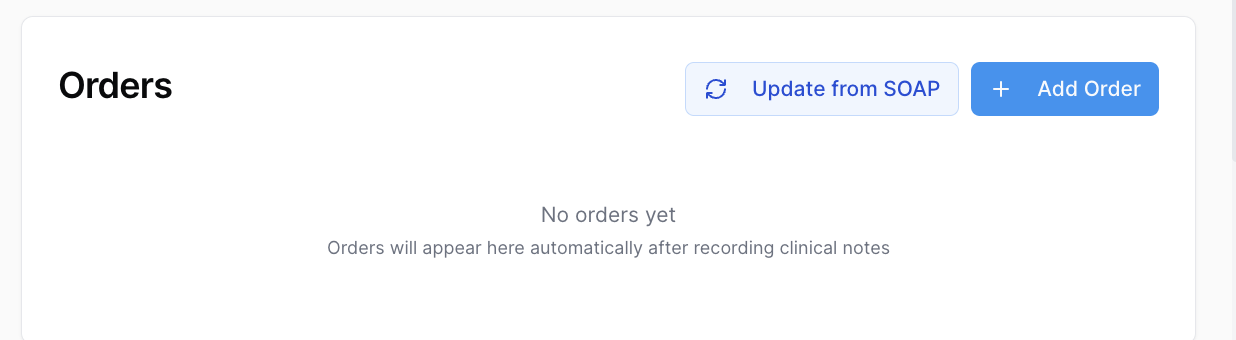 Orders
Update from SOAP
Add Order
No orders yet
Orders will appear here automatically after recording clinical notes